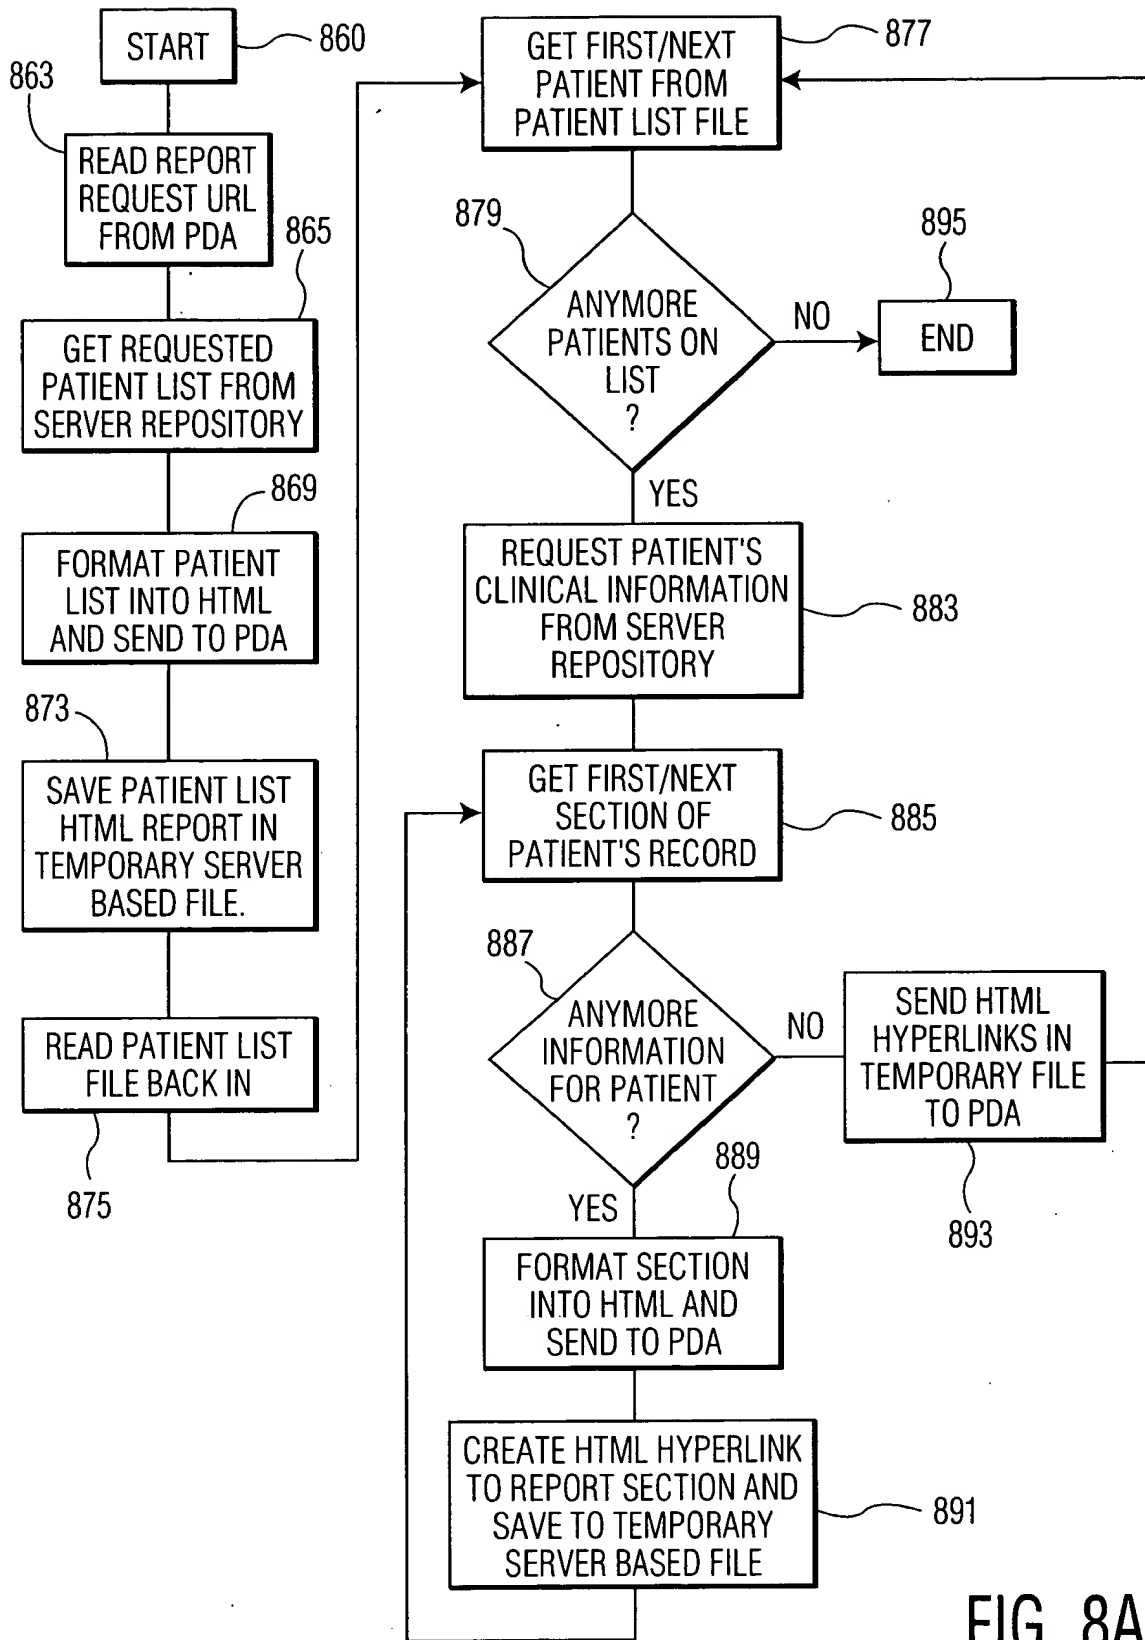 START
860
863
READ REPORT
REQUEST URL
FROM PDA
865
GET REQUESTED
PATIENT LIST FROM
SERVER REPOSITORY
869
FORMAT PATIENT
LIST INTO HTML
AND SEND TO PDA
873
SAVE PATIENT LIST
HTML REPORT IN
TEMPORARY SERVER
BASED FILE.
READ PATIENT LIST
FILE BACK IN
875
GET FIRST/NEXT
PATIENT FROM
PATIENT LIST FILE
877
879
ANYMORE
PATIENTS ON
LIST
?
NO
895
END
YES
REQUEST PATIENT'S
CLINICAL INFORMATION
FROM SERVER
REPOSITORY
883
GET FIRST/NEXT
SECTION OF
PATIENT'S RECORD
885
887
ANYMORE
INFORMATION
FOR PATIENT
?
NO
SEND HTML
HYPERLINKS IN
TEMPORARY FILE
TO PDA
893
YES
889
FORMAT SECTION
INTO HTML AND
SEND TO PDA
CREATE HTML HYPERLINK
TO REPORT SECTION AND
SAVE TO TEMPORARY
SERVER BASED FILE
891
FIG. 8A